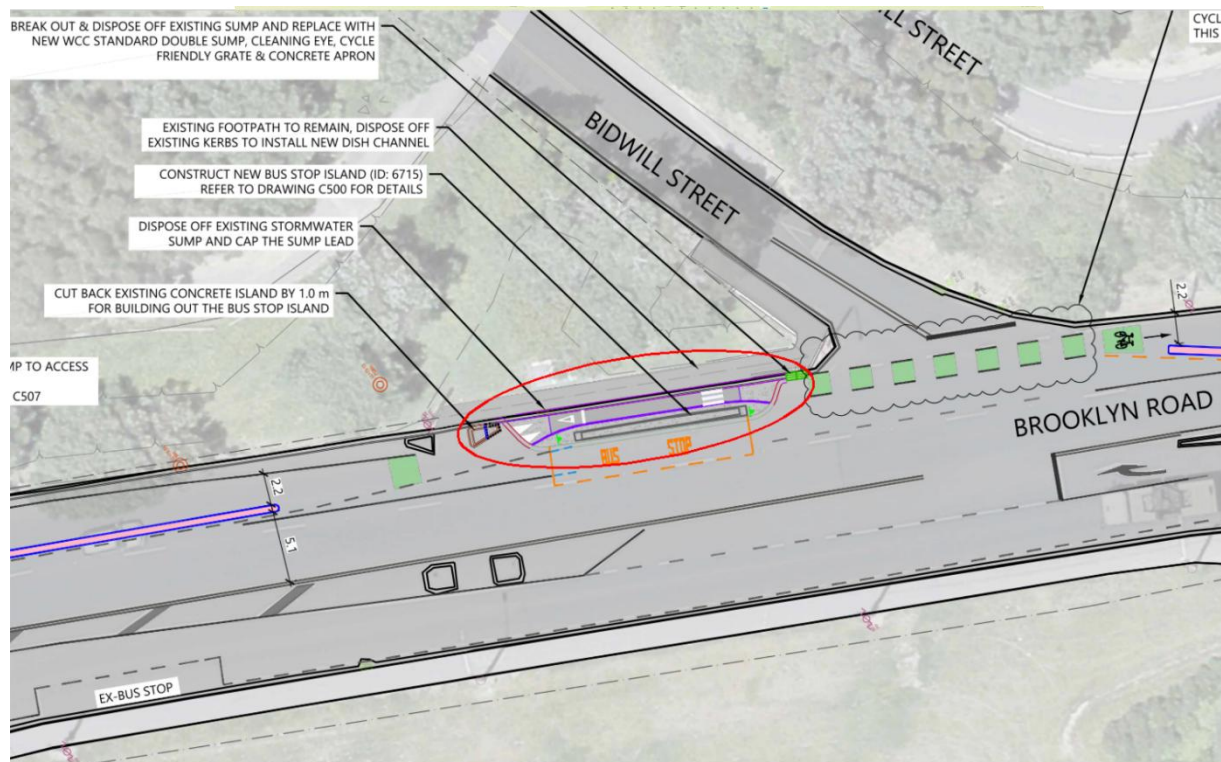 BREAK OUT & DISPOSE OFF EXISTING SUMP AND REPLACE WITH
NEW WCC STANDARD DOUBLE SUMP, CLEANING EYE, CYCLE
FRIENDLY GRATE & CONCRETE APRON
EXISTING FOOTPATH TO REMAIN, DISPOSE OFF
EXISTING KERBS TO INSTALL NEW DISH CHANNEL
CONSTRUCT NEW BUS STOP ISLAND (ID: 6715)
REFER TO DRAWING C500 FOR DETAILS
DISPOSE OFF EXISTING STORMWATER
SUMP AND CAP THE SUMP LEAD
CUT BACK EXISTING CONCRETE ISLAND BY 1.0 m
FOR BUILDING OUT THE BUS STOP ISLAND
MP TO ACCESS
C507
ILL STREET
CYCL
THIS
BIDWILL STREET
2.2
BROOKLYN ROAD
BUS STOP
2.2
5.1
EX-BUS STOP